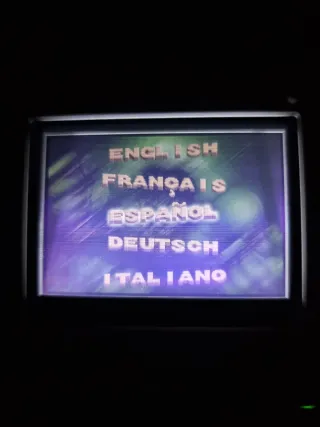 ENGLISH
FRANÇAIS
ESPAÑOL
DEUTSCH
ITALIANO